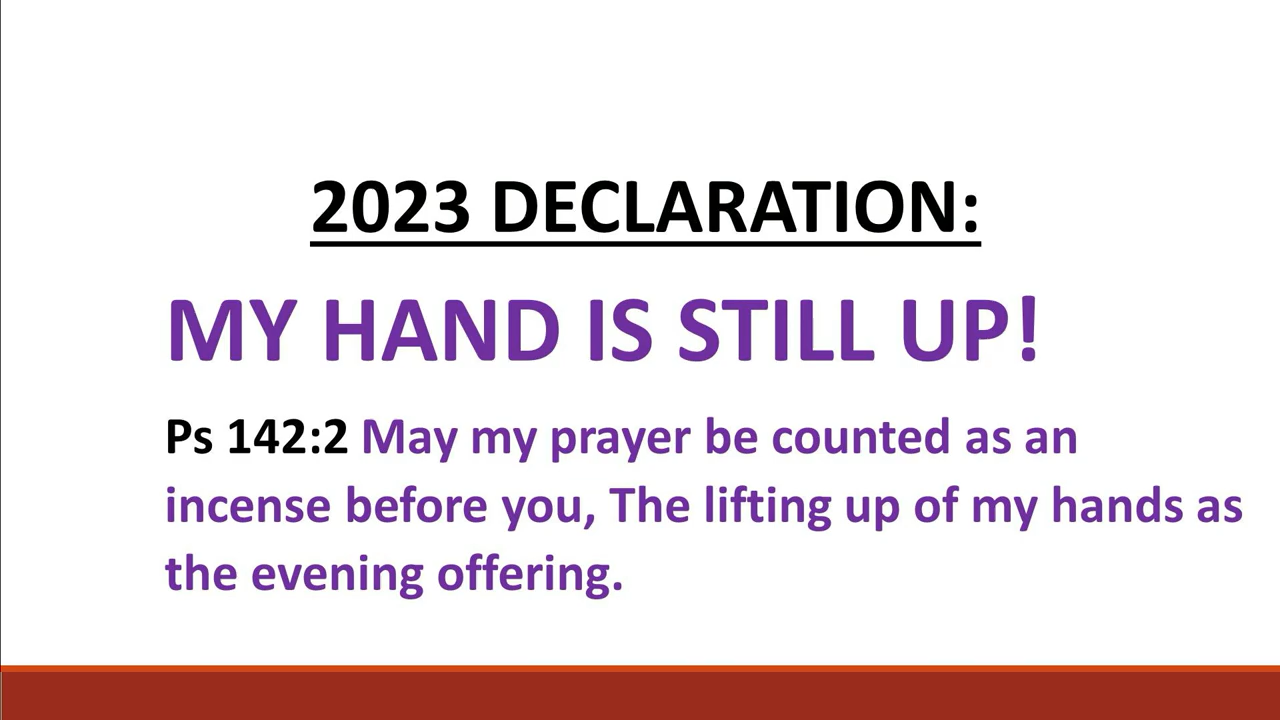 2023 DECLARATION:
MY HAND IS STILL UP!
Ps 142:2 May my prayer be counted as an
incense before you, The lifting up of my hands as
the evening offering.